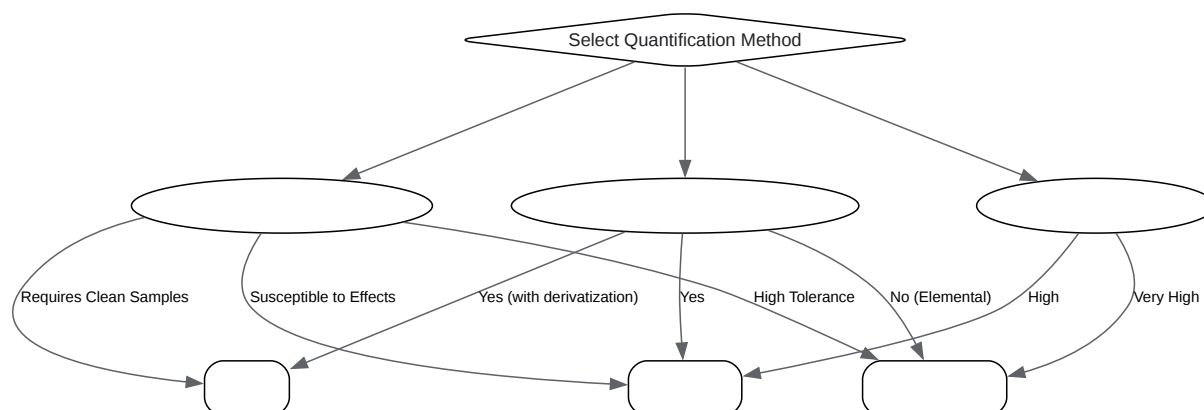 Select Quantification Method
Requires Clean Samples
Susceptible to Effects
Yes (with derivatization)
Yes
High Tolerance
No (Elemental)
High
Very High